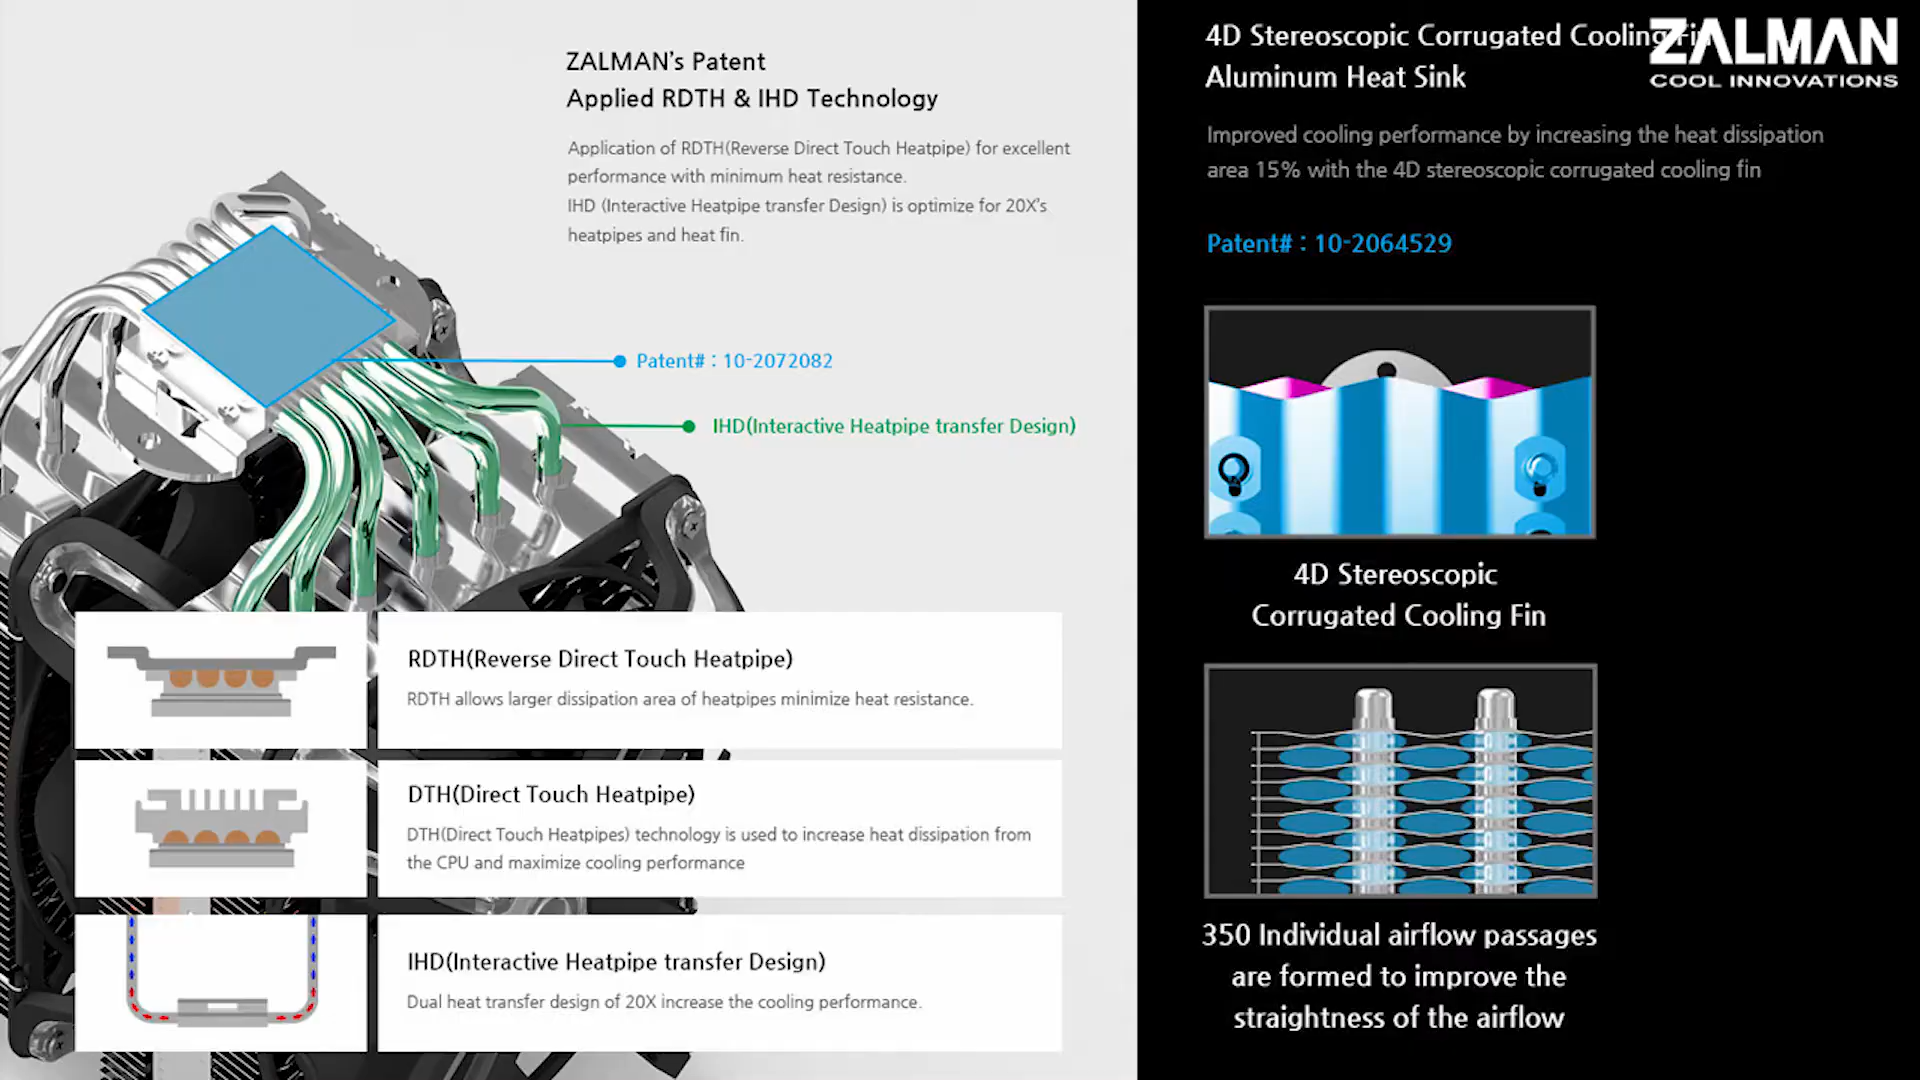 ZALMAN's Patent
Applied RDTH & IHD Technology
Application of RDTH(Reverse Direct Touch Heatpipe) for excellent
performance with minimum heat resistance.
IHD (Interactive Heatpipe transfer Design) is optimize for 20X's
heatpipes and heat fin.
Patent# : 10-2072082
IHD(Interactive Heatpipe transfer Design)
RDTH(Reverse Direct Touch Heatpipe)
RDTH allows larger dissipation area of heatpipes minimize heat resistance.
DTH(Direct Touch Heatpipe)
DTH(Direct Touch Heatpipes) technology is used to increase heat dissipation from
the CPU and maximize cooling performance
IHD(Interactive Heatpipe transfer Design)
Dual heat transfer design of 20X increase the cooling performance.
4D Stereoscopic Corrugated Cooling Fin
Aluminum Heat Sink
ZALMAN
COOL INNOVATIONS
Improved cooling performance by increasing the heat dissipation
area 15% with the 4D stereoscopic corrugated cooling fin
Patent# : 10-2064529
4D Stereoscopic
Corrugated Cooling Fin
350 Individual airflow passages
are formed to improve the
straightness of the airflow